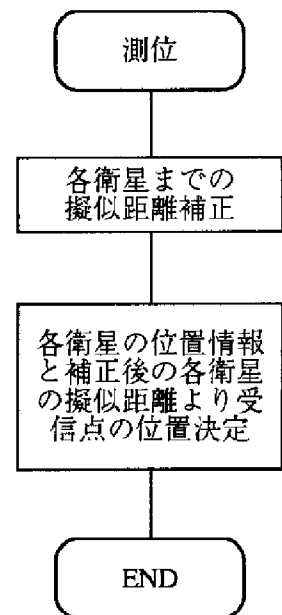 測位
各衛星までの
擬似距離補正
各衛星の位置情報
と補正後の各衛星
の擬似距離より受
信点の位置決定
END